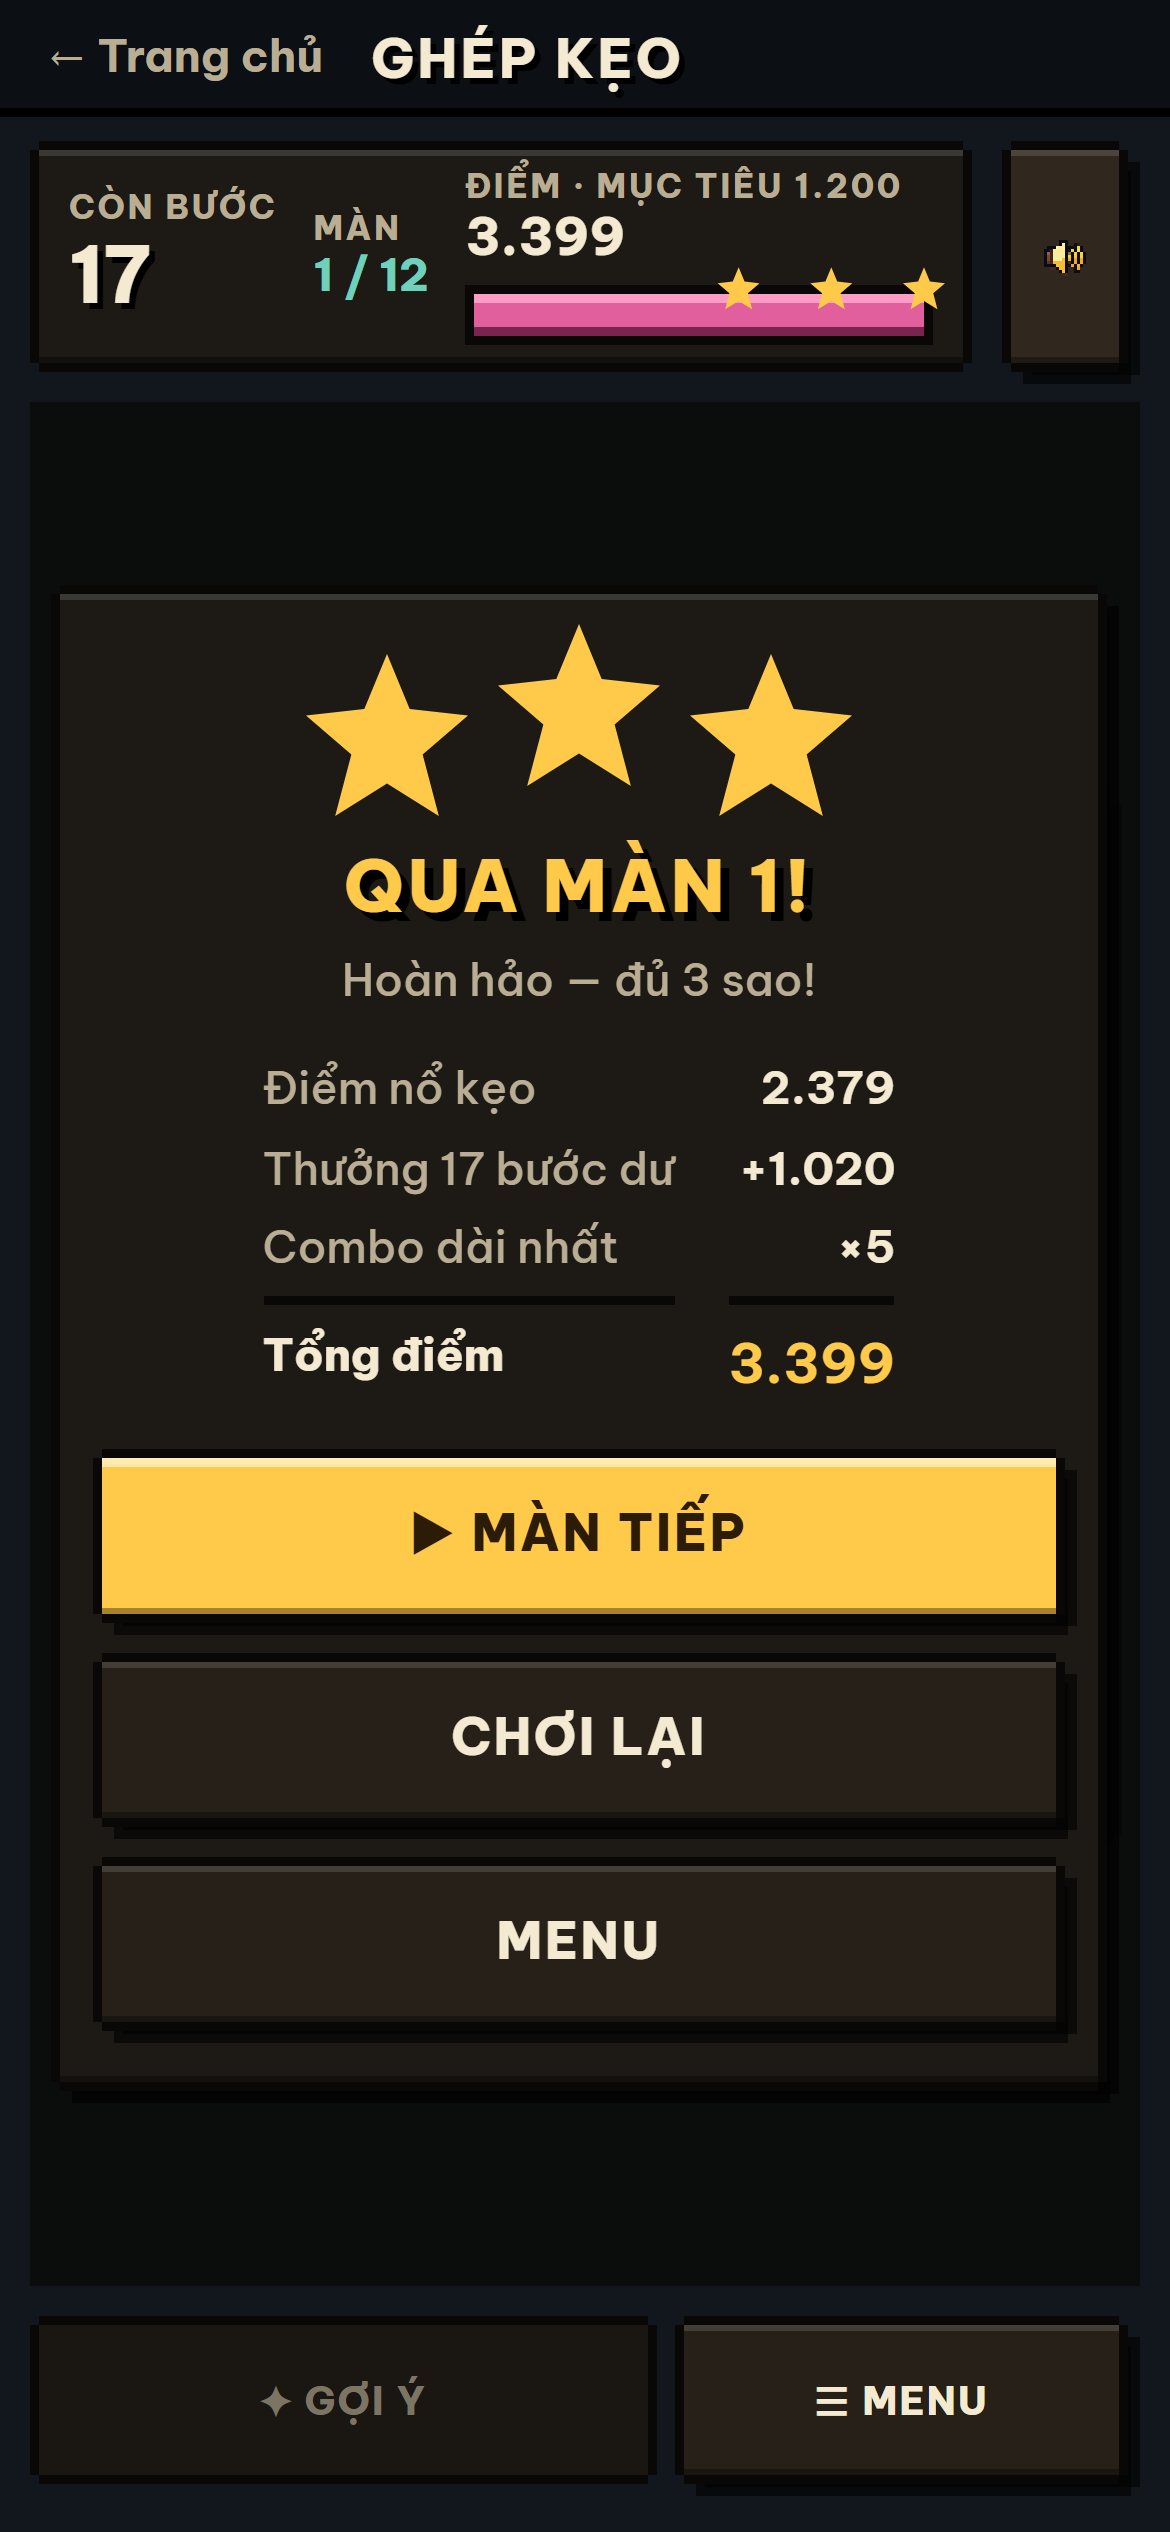 ← Trang chủ GHÉP KẸO
CÒN BƯỚC
17
MÀN
1 / 12
ĐIỂM · MỤC TIÊU 1.200
3.399
QUA MÀN 1!
Hoàn hảo — đủ 3 sao!
Điểm nổ kẹo 2.379
Thưởng 17 bước dư +1.020
Combo dài nhất ×5
Tổng điểm 3.399
▶ MÀN TIẾP
CHƠI LẠI
MENU
✦ GỢI Ý
☰ MENU